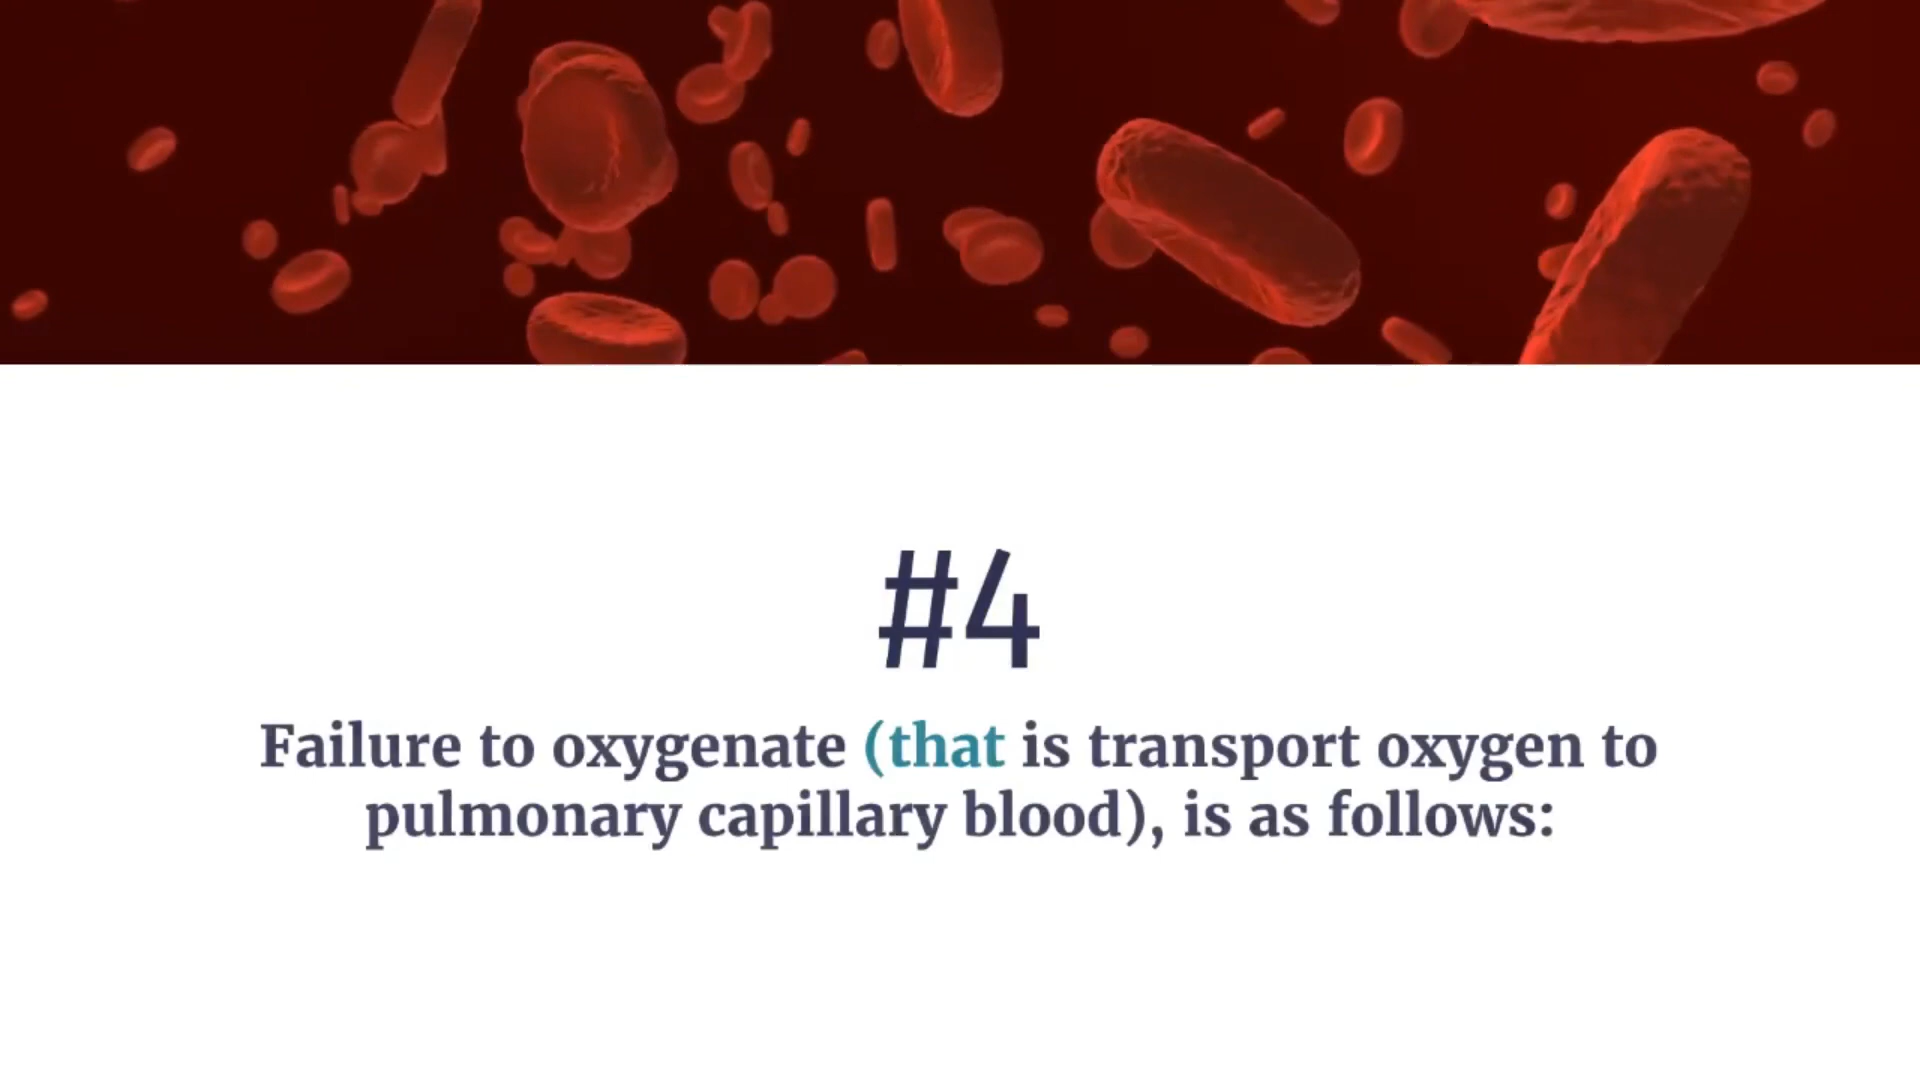 #4
Failure to oxygenate (that is transport oxygen to
pulmonary capillary blood), is as follows: